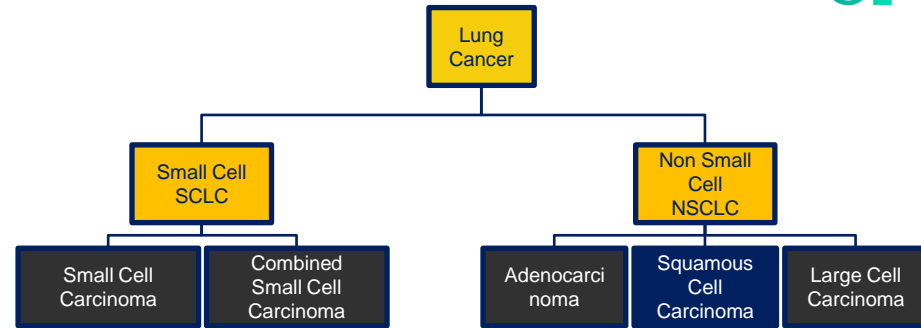 Lung
Cancer
Small Cell
SCLC
Non Small
Cell
NSCLC
Small Cell
Carcinoma
Combined
Small Cell
Carcinoma
Adenocarci
noma
Squamous
Cell
Carcinoma
Large Cell
Carcinoma